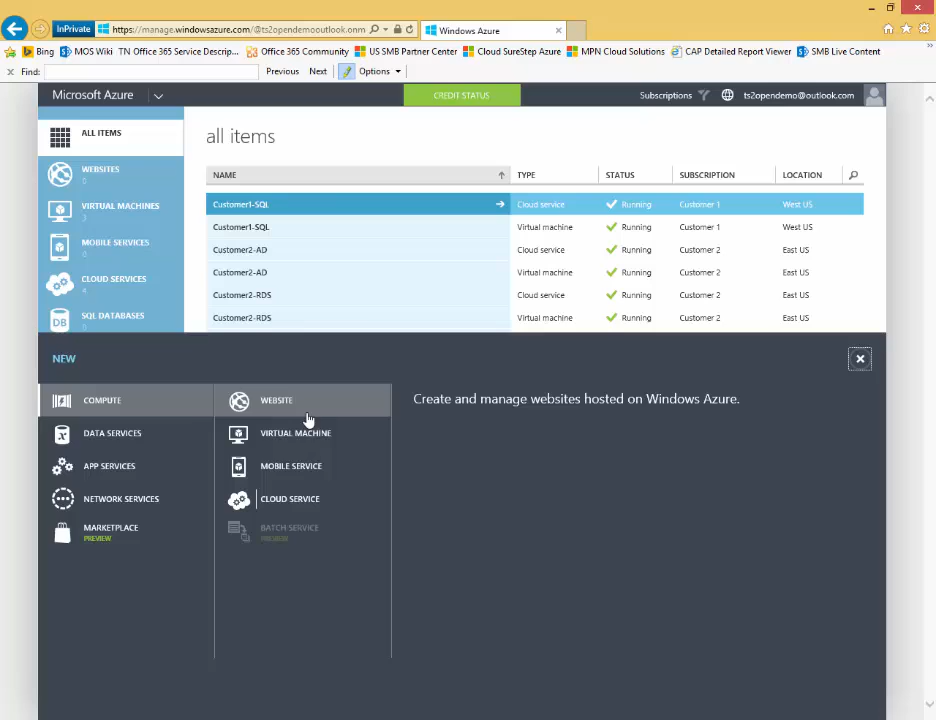 InPrivate https://manage.windowsazure.com/@ts2opendemooutlook.onm Windows Azure
Bing MOS Wiki TN Office 365 Service Descrip... Office 365 Community US SMB Partner Center Cloud SureStep Azure MPN Cloud Solutions CAP Detailed Report Viewer SMB Live Content
Find: Previous Next Options
Microsoft Azure CREDIT STATUS Subscriptions ts2opendemo@outlook.com
ALL ITEMS
WEBSITES
0
VIRTUAL MACHINES
3
MOBILE SERVICES
0
CLOUD SERVICES
4
DB SQL DATABASES
all items
NAME TYPE STATUS SUBSCRIPTION LOCATION
Customer1-SQL Cloud service Running Customer 1 West US
Customer1-SQL Virtual machine Running Customer 1 West US
Customer2-AD Cloud service Running Customer 2 East US
Customer2-AD Virtual machine Running Customer 2 East US
Customer2-RDS Cloud service Running Customer 2 East US
Customer2-RDS Virtual machine Running Customer 2 East US
NEW
COMPUTE
DATA SERVICES
APP SERVICES
NETWORK SERVICES
MARKETPLACE
PREVIEW
WEBSITE
VIRTUAL MACHINE
MOBILE SERVICE
CLOUD SERVICE
BATCH SERVICE
PREVIEW
Create and manage websites hosted on Windows Azure.